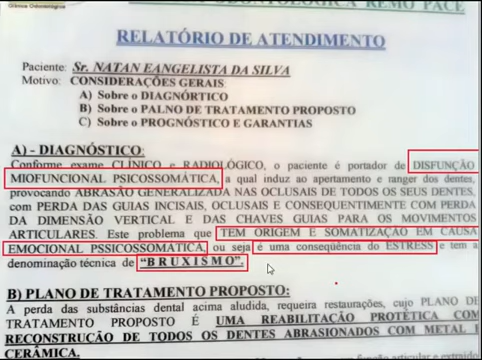 Clínica Odontológica
ODONTOLÓGICA REMO PACE
RELATÓRIO DE ATENDIMENTO
Paciente: Sr. NATAN EANGELISTA DA SILVA
Motivo: CONSIDERAÇÕES GERAIS
A) Sobre o DIAGNÓRTICO
B) Sobre o PALNO DE TRATAMENTO PROPOSTO
C) Sobre o PROGNÓSTICO E GARANTIAS
A) - DIAGNÓSTICO:
Conforme exame CLÍNICO e RADIOLÓGICO, o paciente é portador de DISFUNÇÃO
MIOFUNCIONAL PSICOSSOMÁTICA, a qual induz ao apertamento e ranger dos dentes,
provocando ABRASÃO GENERALIZADA NAS OCLUSAIS DE TODOS OS SEUS DENTES,
com PERDA DAS GUIAS INCISAIS, OCLUSAIS E CONSEQUENTIMENTE COM PERDA
DA DIMENSÃO VERTICAL E DAS CHAVES GUIAS PARA OS MOVIMENTOS
ARTICULARES. Este problema que TEM ORIGEM E SOMATIZAÇÃO EM CAUSA
EMOCIONAL PSSICOSSOMÁTICA, ou seja é uma conseqüência do ESTRESS e tem a
denominação técnica de "BRUXISMO".
B) PLANO DE TRATAMENTO PROPOSTO:
A perda das substâncias dental acima aludida, requeira restaurações, cujo PLANO DE
TRATAMENTO PROPOSTO É UMA REABILITAÇÃO PROTÉTICA COM
RECONSTRUÇÃO DE TODOS OS DENTES ABRASIONADOS COM METAL E
CERÂMICA.
função articular e extraído